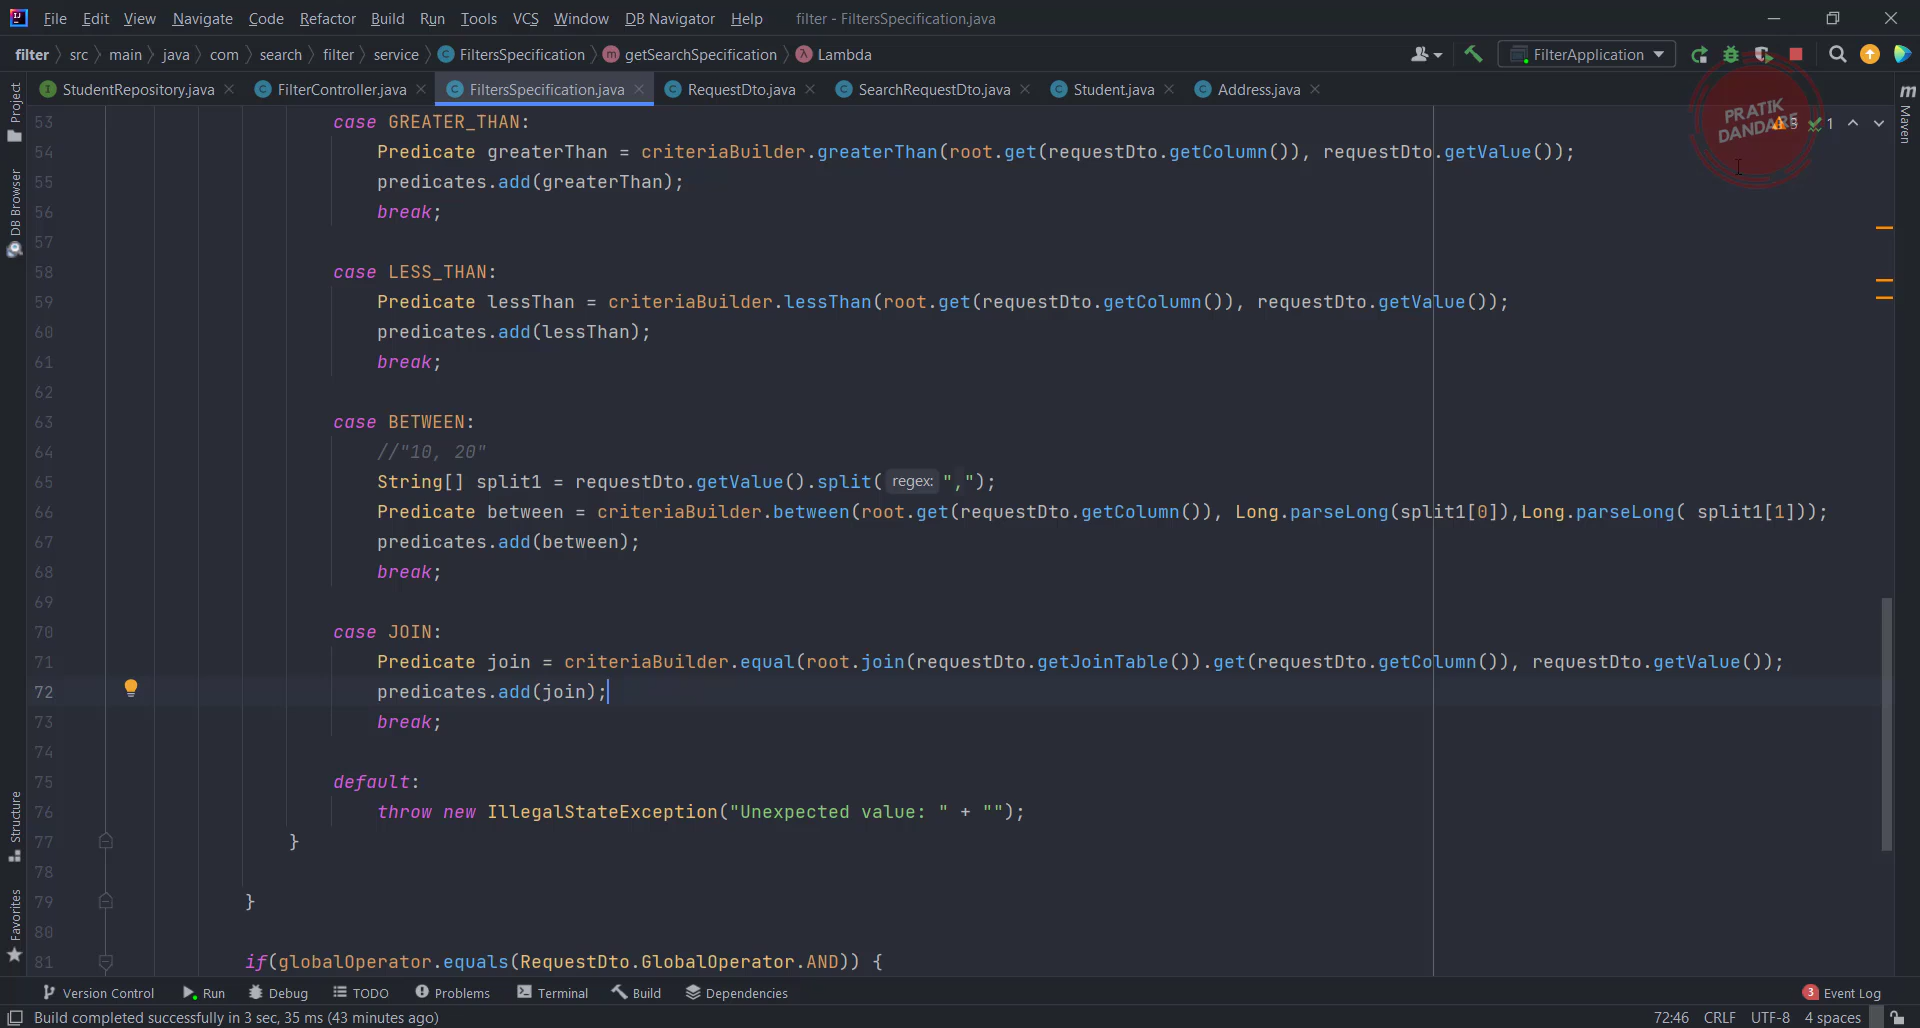 File Edit View Navigate Code Refactor Build Run Tools VCS Window DB Navigator Help filter - FiltersSpecification.java
filter src main java com search filter service FiltersSpecification getSearchSpecification Lambda FilterApplication
StudentRepository.java FilterController.java FiltersSpecification.java RequestDto.java SearchRequestDto.java Student.java Address.java
Project
DB Browser
Structure
Favorites
Maven
PRATIK
DANDARE
1
53 case GREATER_THAN:
54 Predicate greaterThan = criteriaBuilder.greaterThan(root.get(requestDto.getColumn()), requestDto.getValue());
55 predicates.add(greaterThan);
56 break;
57
58 case LESS_THAN:
59 Predicate lessThan = criteriaBuilder.lessThan(root.get(requestDto.getColumn()), requestDto.getValue());
60 predicates.add(lessThan);
61 break;
62
63 case BETWEEN:
64 //"10, 20"
65 String[] split1 = requestDto.getValue().split( regex: ",");
66 Predicate between = criteriaBuilder.between(root.get(requestDto.getColumn()), Long.parseLong(split1[0]),Long.parseLong( split1[1]));
67 predicates.add(between);
68 break;
69
70 case JOIN:
71 Predicate join = criteriaBuilder.equal(root.join(requestDto.getJoinTable()).get(requestDto.getColumn()), requestDto.getValue());
72 predicates.add(join);
73 break;
74
75 default:
76 throw new IllegalStateException("Unexpected value: " + "");
77 }
78
79 }
80
81 if(globalOperator.equals(RequestDto.GlobalOperator.AND)) {
Version Control Run Debug TODO Problems Terminal Build Dependencies 3 Event Log
Build completed successfully in 3 sec, 35 ms (43 minutes ago) 72:46 CRLF UTF-8 4 spaces